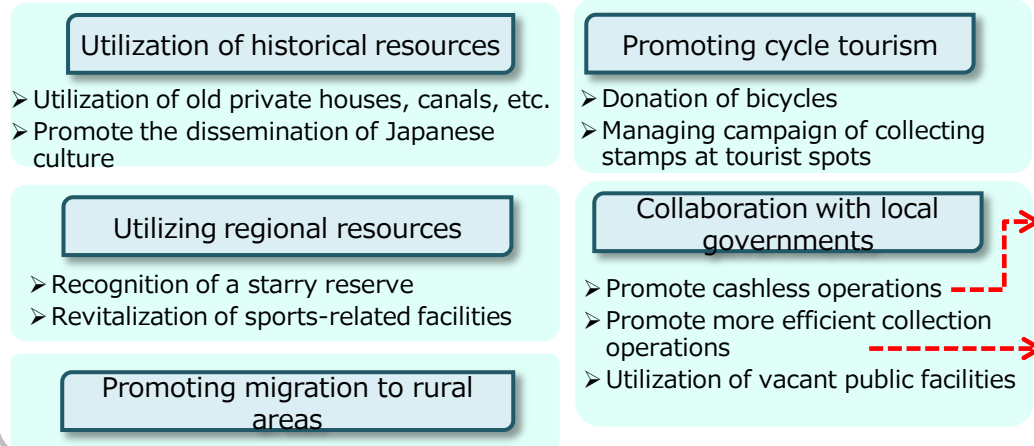 Utilization of historical resources
➢ Utilization of old private houses, canals, etc.
➢ Promote the dissemination of Japanese
culture
Promoting cycle tourism
➢ Donation of bicycles
➢ Managing campaign of collecting
stamps at tourist spots
Utilizing regional resources
➢ Recognition of a starry reserve
➢ Revitalization of sports-related facilities
Collaboration with local
governments
➢ Promote cashless operations
➢ Promote more efficient collection
operations
➢ Utilization of vacant public facilities
Promoting migration to rural
areas